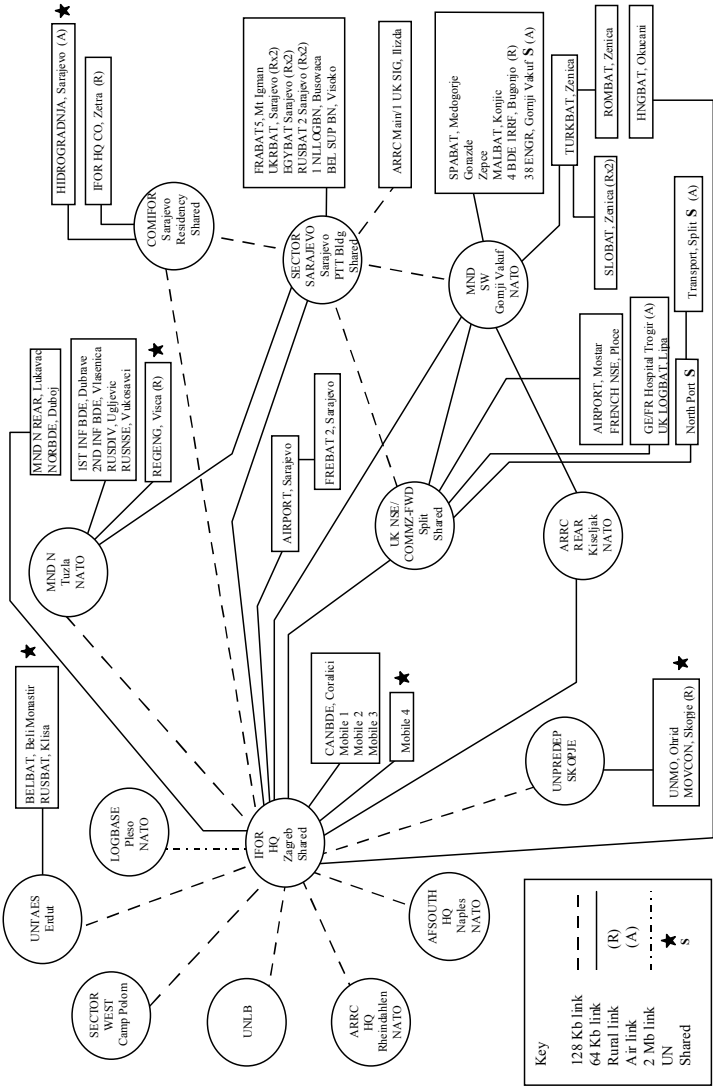 HIDROGRADNJA, Sarajevo (A)
IFOR HQ CO, Zetra (R)
COMIFOR
Sarajevo
Residency
Shared
FRABAT5, Mt Igman
UKRBAT, Sarajevo (Rx2)
EGYBAT Sarajevo (Rx2)
RUSBAT 2 Sarajevo (Rx2)
1 NLLOGBN, Busovaca
BEL SUP BN, Visoko
ARRC Main/1 UK SIG, Ilizda
SECTOR
SARAJEVO
Sarajevo
PTT Bldg
Shared
SPABAT, Medogorje
Gorazde
Zepce
MALBAT, Konjic
4 BDE 1RRF, Bugonjo (R)
38 ENGR, Gornji Vakuf S (A)
MND
SW
Gornji Vakuf
NATO
TURKBAT, Zenica
ROMBAT, Zenica
SLOBAT, Zenica (Rx2)
HNGBAT, Okucani
MND N REAR, Lukavac
NORBDE, Duboj
IST INF BDE, Dubrave
2ND INF BDE, Vlasenica
RUSDIV, Ugljevic
RUSNSE, Vukosavci
REGENG, Visca (R)
MND N
Tuzla
NATO
AIRPORT, Sarajevo
FREBAT 2, Sarajevo
UK NSE/
COMMZ-FWD
Split
Shared
ARRC
REAR
Kiseljak
NATO
AIRPORT, Mostar
FRENCH NSE, Ploce
GE/FR Hospital Trogir (A)
UK LOGBAT, Lipa
North Port S
Transport, Split S (A)
BELBAT, Beli Monastir
RUSBAT, Klisa
UNTAES
Erdut
LOGBASE
Pleso
NATO
IFOR
HQ
Zagreb
Shared
CANBDE, Coralici
Mobile 1
Mobile 2
Mobile 3
Mobile 4
UNPREDEP
SKOPJE
UNMO, Ohrid
MOVCON, Skopje (R)
SECTOR
WEST
Camp Polom
UNLB
ARRC
HQ
Rheindahlen
NATO
AFSOUTH
HQ
Naples
NATO
Key
128 Kb link
64 Kb link
Rural link (R)
Air link (A)
2 Mb link
UN
Shared s